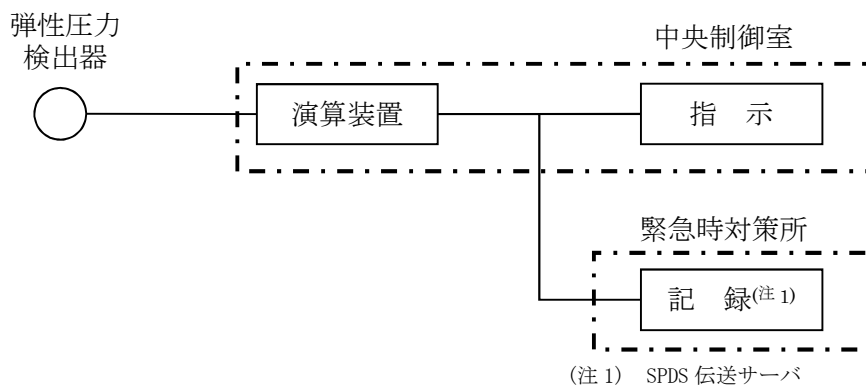 弾性圧力
検出器
中央制御室
演算装置
指 示
緊急時対策所
記 録(注1)
(注1) SPDS伝送サーバ